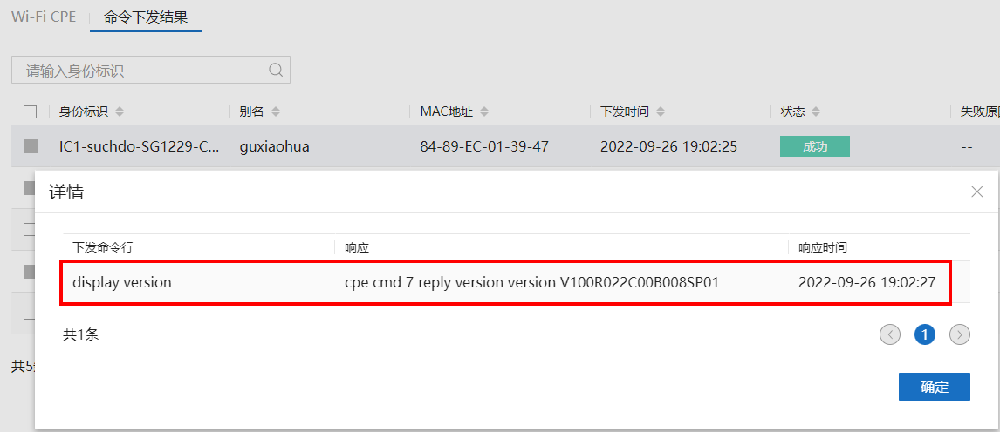 Wi-Fi CPE 命令下发结果
请输入身份标识
身份标识 别名 MAC地址 下发时间 状态 失败原
IC1-suchdo-SG1229-C... guxiaohua 84-89-EC-01-39-47 2022-09-26 19:02:25 成功 --
详情
下发命令行 响应 响应时间
display version cpe cmd 7 reply version version V100R022C00B008SP01 2022-09-26 19:02:27
共1条 1
共5
确定